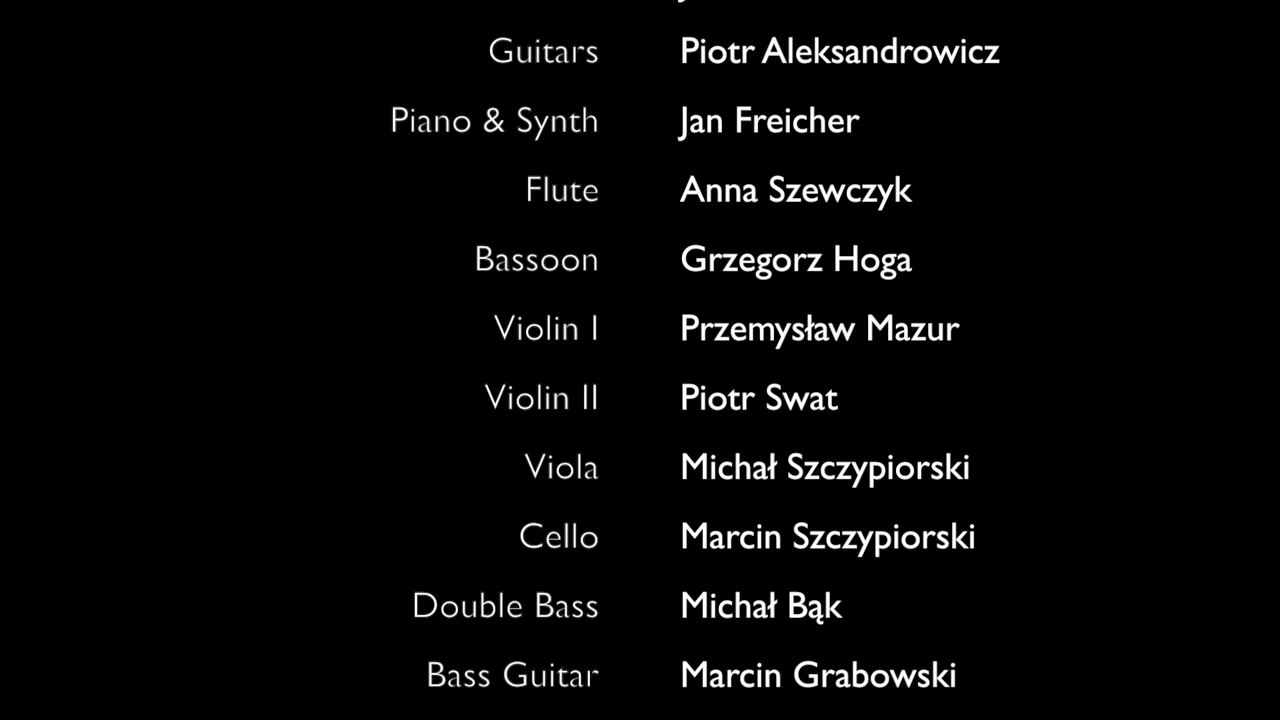 Guitars Piotr Aleksandrowicz
Piano & Synth Jan Freicher
Flute Anna Szewczyk
Bassoon Grzegorz Hoga
Violin I Przemysław Mazur
Violin II Piotr Swat
Viola Michał Szczypiorski
Cello Marcin Szczypiorski
Double Bass Michał Bąk
Bass Guitar Marcin Grabowski